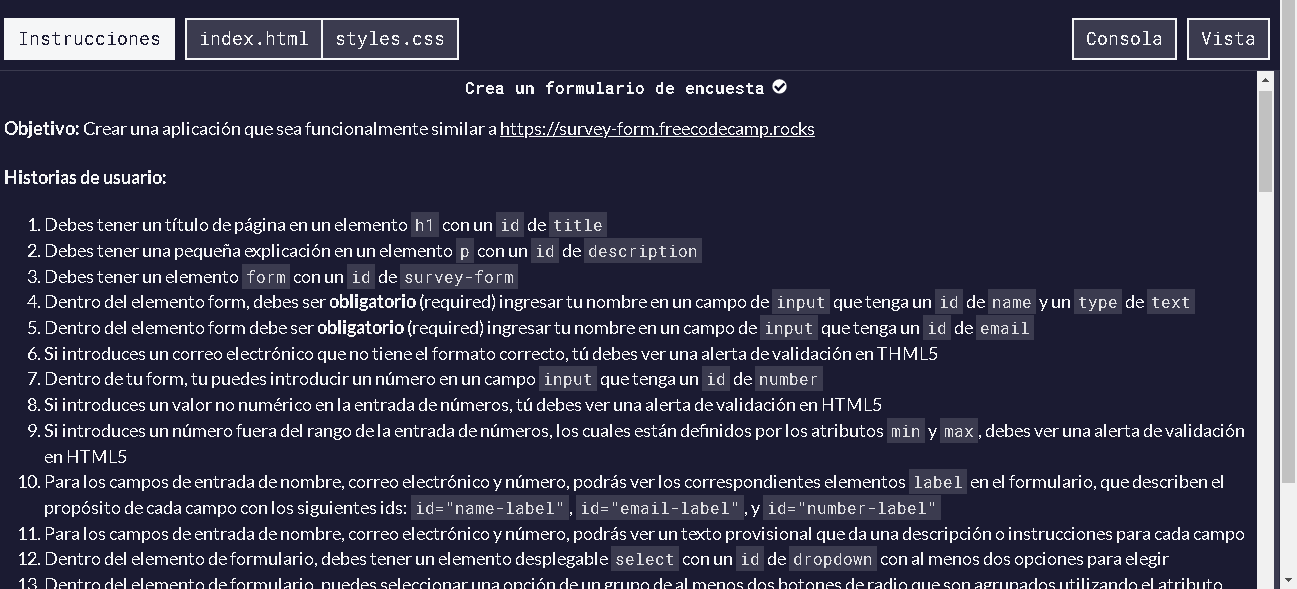 Instrucciones index.html styles.css Consola Vista
Crea un formulario de encuesta
Objetivo: Crear una aplicación que sea funcionalmente similar a https://survey-form.freecodecamp.rocks
Historias de usuario:
1. Debes tener un título de página en un elemento h1 con un id de title
2. Debes tener una pequeña explicación en un elemento p con un id de description
3. Debes tener un elemento form con un id de survey-form
4. Dentro del elemento form, debes ser obligatorio (required) ingresar tu nombre en un campo de input que tenga un id de name y un type de text
5. Dentro del elemento form debe ser obligatorio (required) ingresar tu nombre en un campo de input que tenga un id de email
6. Si introduces un correo electrónico que no tiene el formato correcto, tú debes ver una alerta de validación en THML5
7. Dentro de tu form, tu puedes introducir un número en un campo input que tenga un id de number
8. Si introduces un valor no numérico en la entrada de números, tú debes ver una alerta de validación en HTML5
9. Si introduces un número fuera del rango de la entrada de números, los cuales están definidos por los atributos min y max, debes ver una alerta de validación
en HTML5
10. Para los campos de entrada de nombre, correo electrónico y número, podrás ver los correspondientes elementos label en el formulario, que describen el
propósito de cada campo con los siguientes ids: id="name-label", id="email-label", y id="number-label"
11. Para los campos de entrada de nombre, correo electrónico y número, podrás ver un texto provisional que da una descripción o instrucciones para cada campo
12. Dentro del elemento de formulario, debes tener un elemento desplegable select con un id de dropdown con al menos dos opciones para elegir
13. Dentro del elemento de formulario, puedes seleccionar una opción de un grupo de al menos dos botones de radio que son agrupados utilizando el atributo